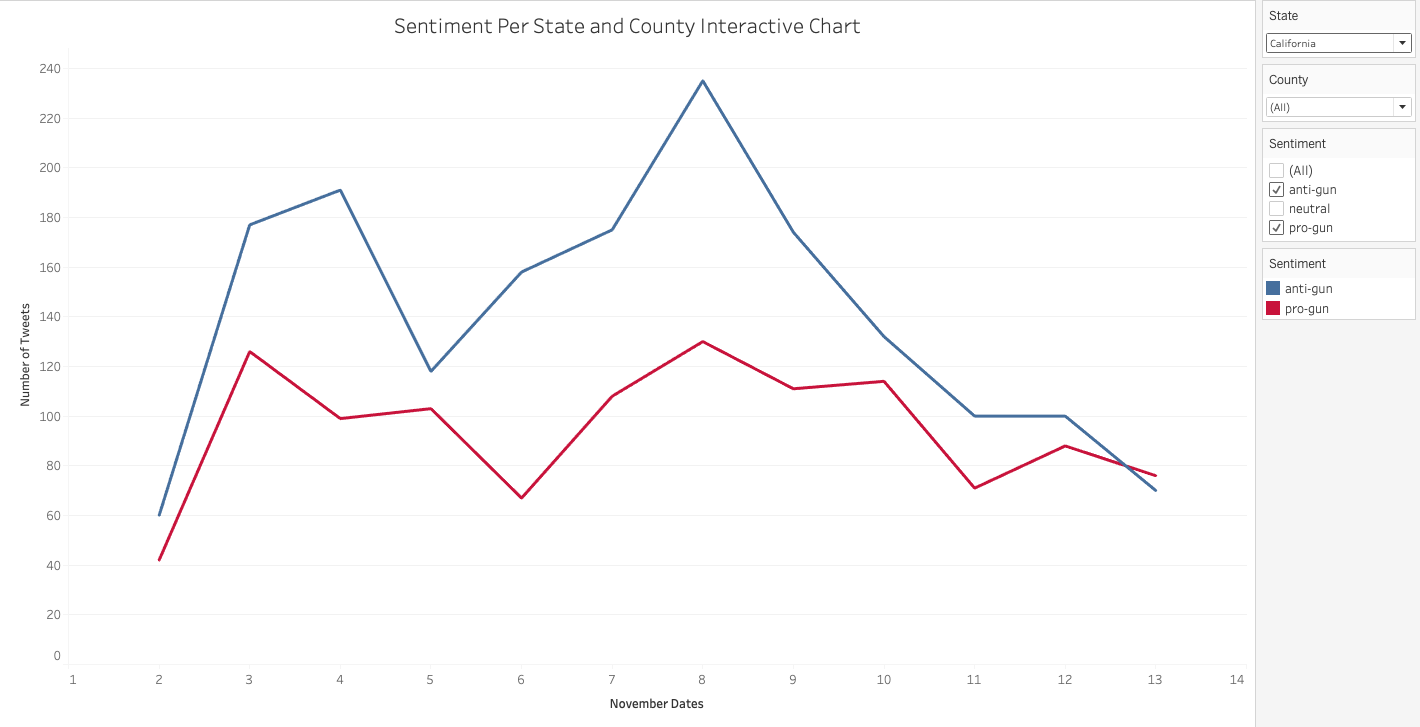 Sentiment Per State and County Interactive Chart
240
220
200
180
160
140
120
100
80
60
40
20
0
Number of Tweets
1 2 3 4 5 6 7 8 9 10 11 12 13 14
November Dates
State
California
County
(All)
Sentiment
(All)
anti-gun
neutral
pro-gun
Sentiment
anti-gun
pro-gun